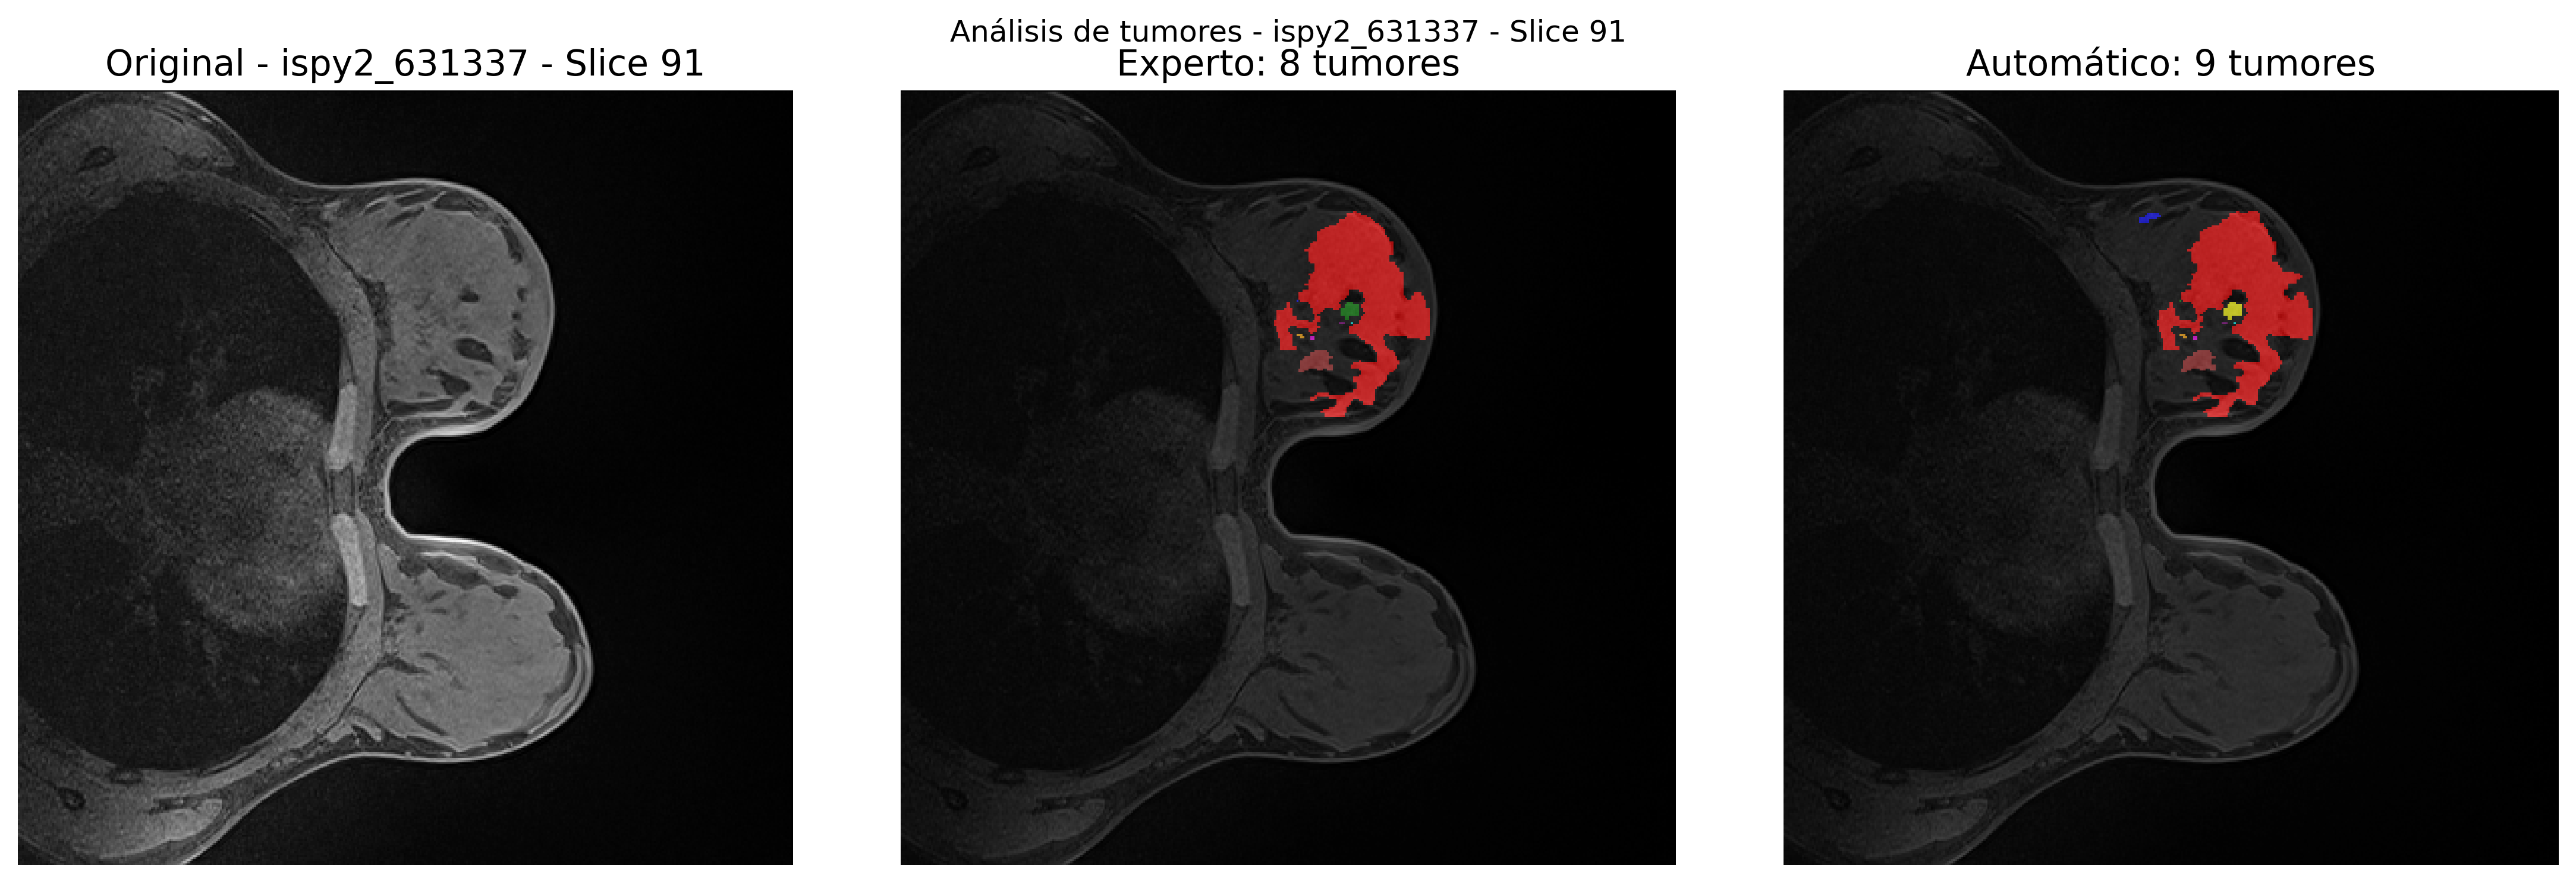 Análisis de tumores - ispy2_631337 - Slice 91
Original - ispy2_631337 - Slice 91
Experto: 8 tumores
Automático: 9 tumores